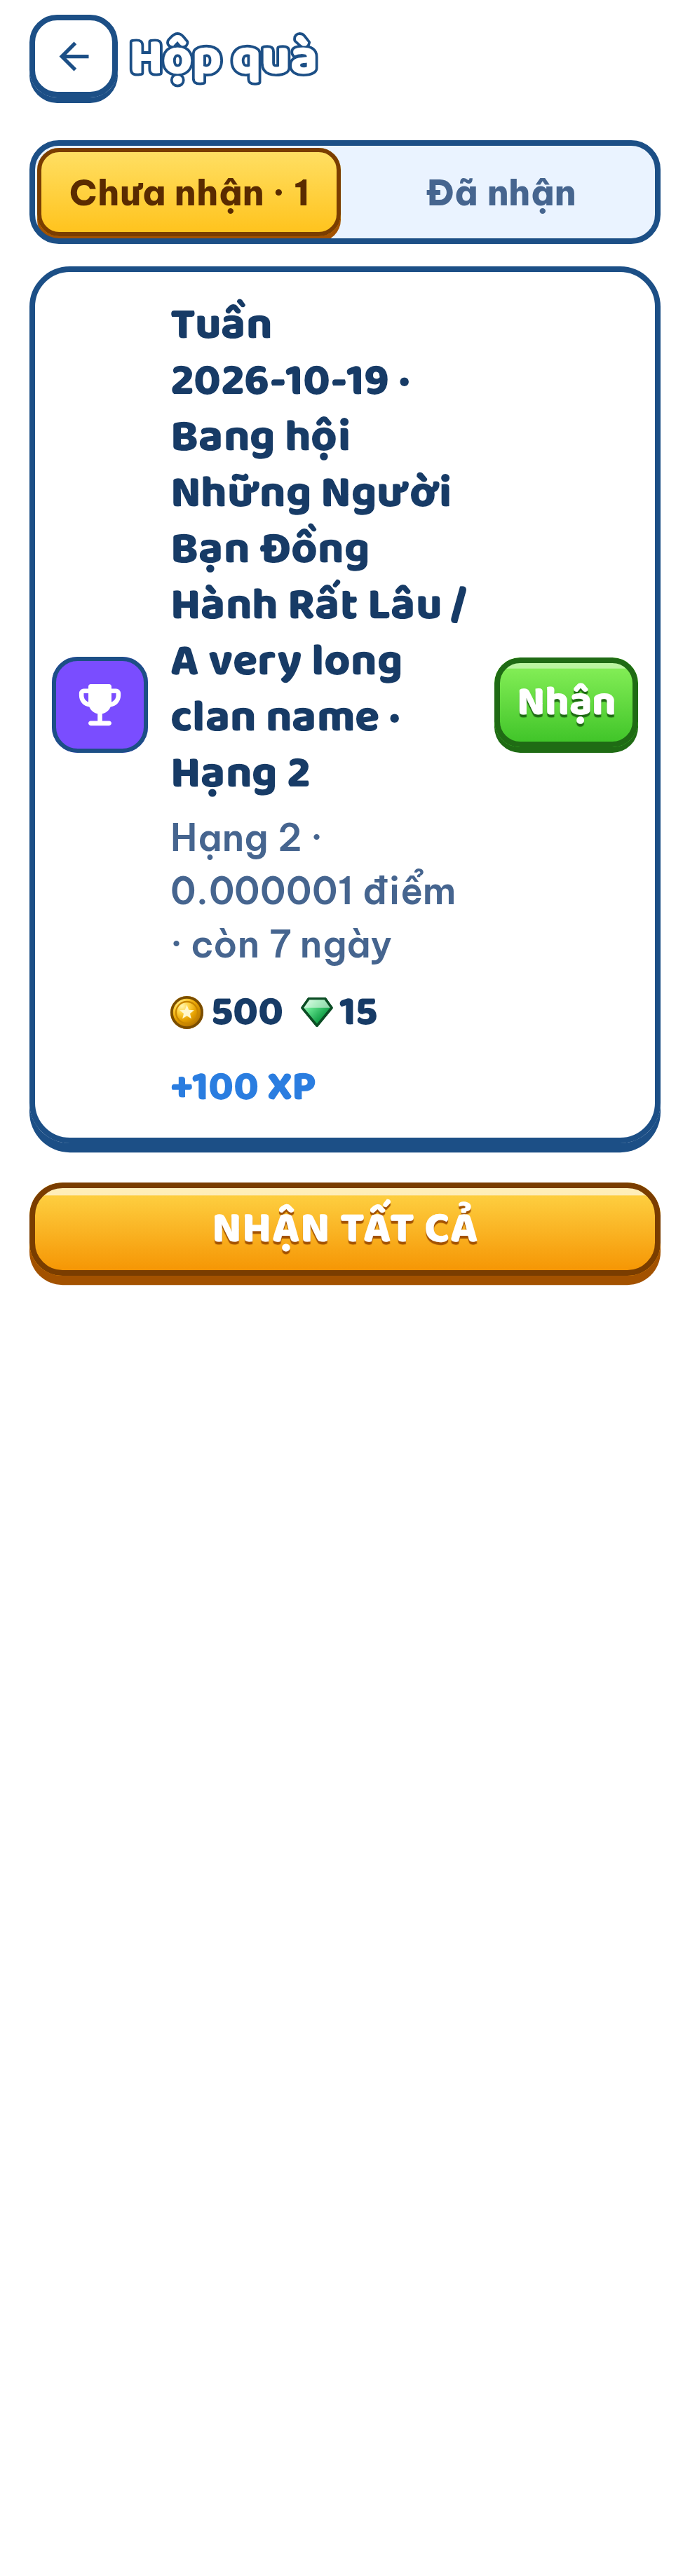 Hộp quà
Chưa nhận · 1
Đã nhận
Tuần
2026-10-19 ·
Bang hội
Những Người
Bạn Đồng
Hành Rất Lâu /
A very long
clan name ·
Hạng 2
Nhận
Hạng 2 ·
0.000001 điểm
· còn 7 ngày
500 15
+100 XP
NHẬN TẤT CẢ